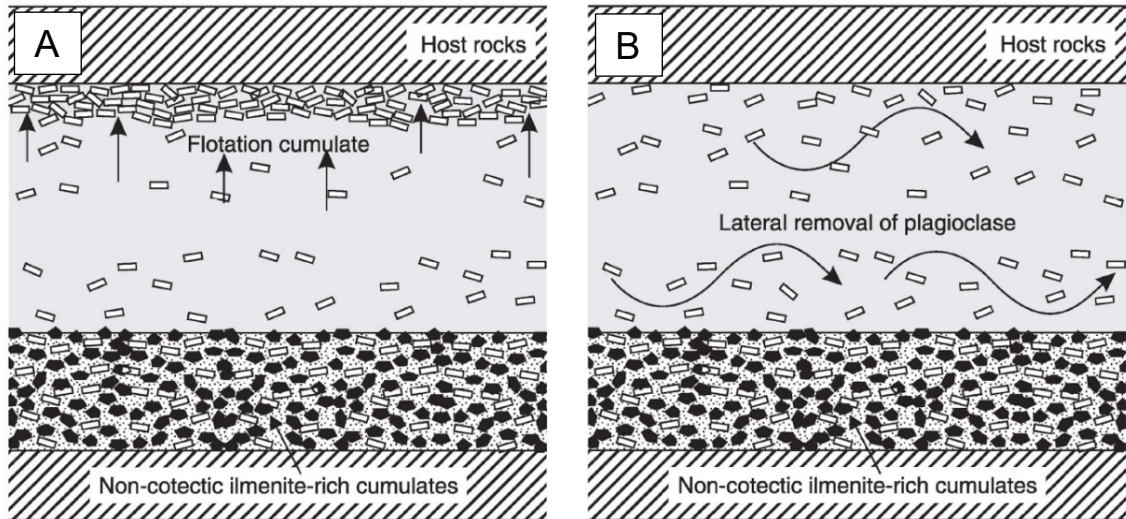 A
Host rocks
Flotation cumulate
Non-cotectic ilmenite-rich cumulates
B
Host rocks
Lateral removal of plagioclase
Non-cotectic ilmenite-rich cumulates